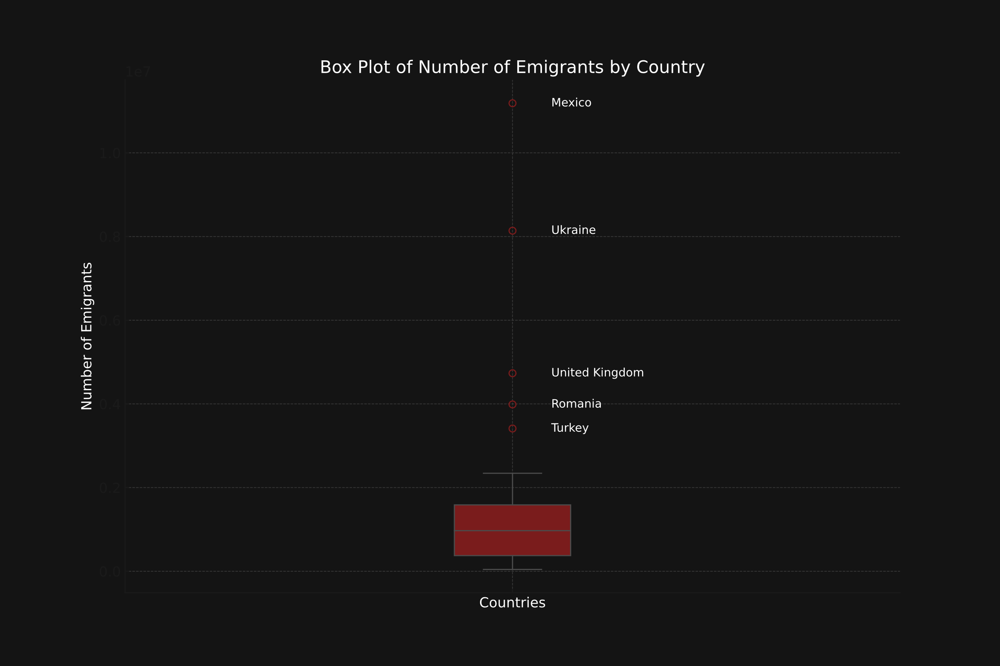 Box Plot of Number of Emigrants by Country
1e7
Mexico
1.0
Ukraine
0.8
0.6
United Kingdom
Romania
0.4
Turkey
0.2
0.0
Number of Emigrants
Countries